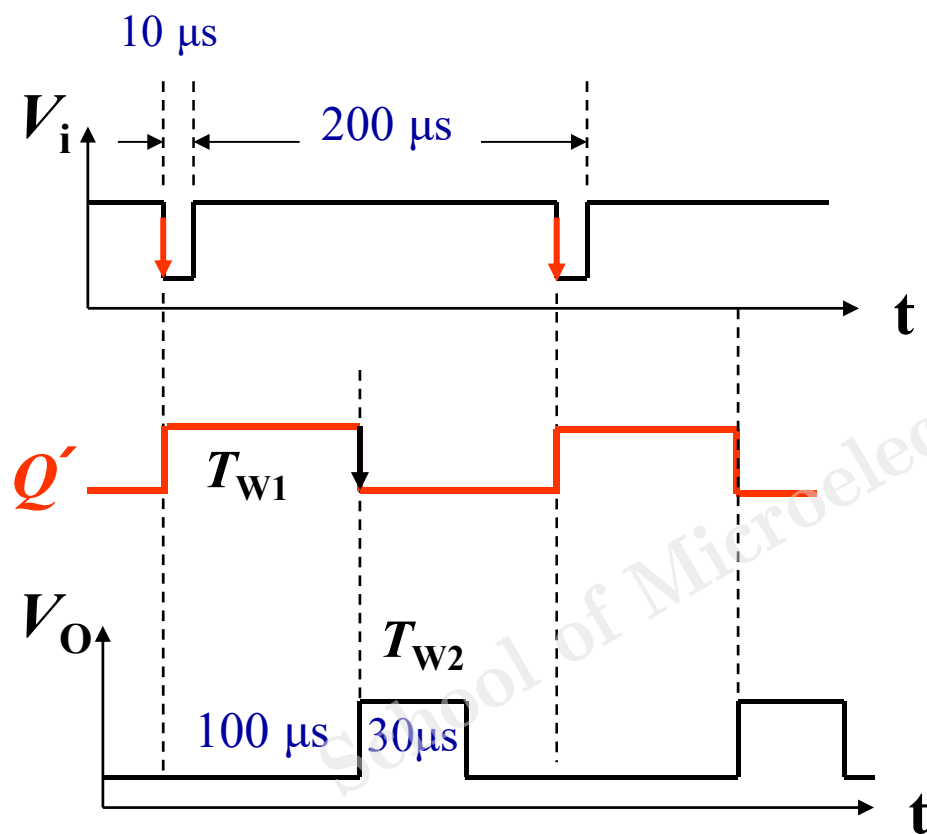 10 μs
Vi
200 μs
t
Q´
TW1
VO
TW2
100 μs
30μs
t
School of Microelec